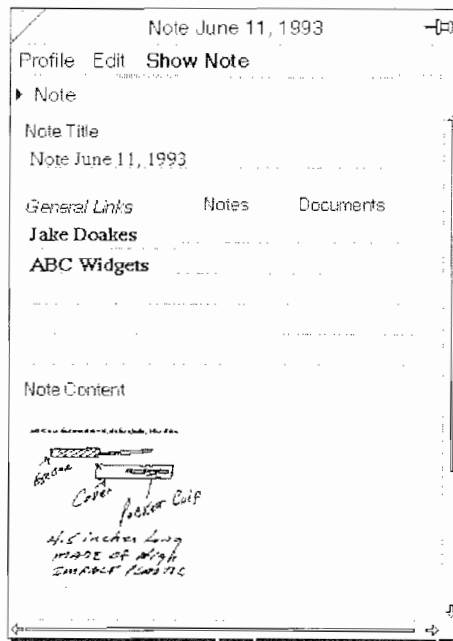 Note June 11, 1993
Profile Edit Show Note
Note
Note Title
Note June 11, 1993
General Links Notes Documents
Jake Doakes
ABC Widgets
Note Content
Cover
Pocket Clip
4.5 inches long
MADE OF High
IMPACT PLASTIC